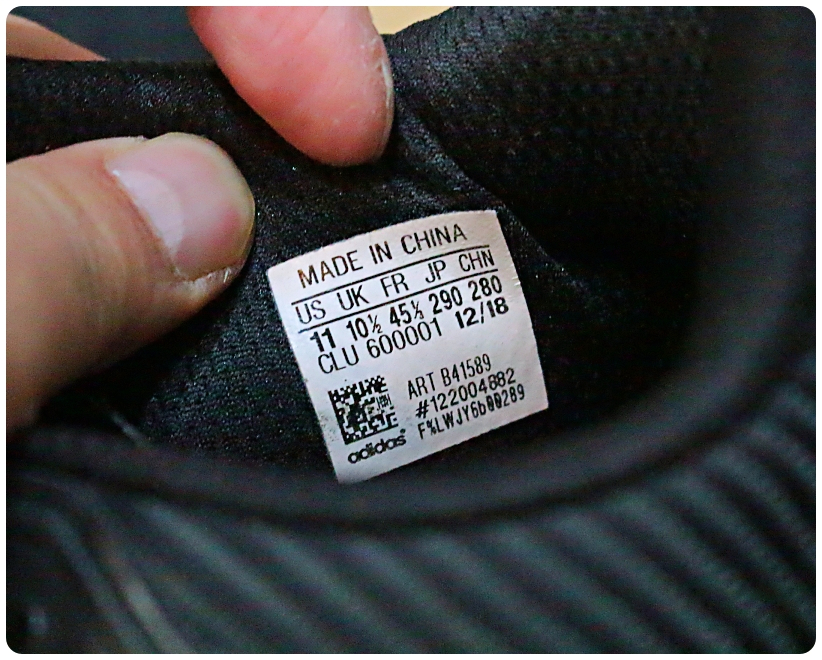 MADE IN CHINA
US UK FR JP CHN
11 10½ 45⅓ 290 280
CLU 600001 12/18
ART B41589
#122004882
F%LWJY6b00289
adidas